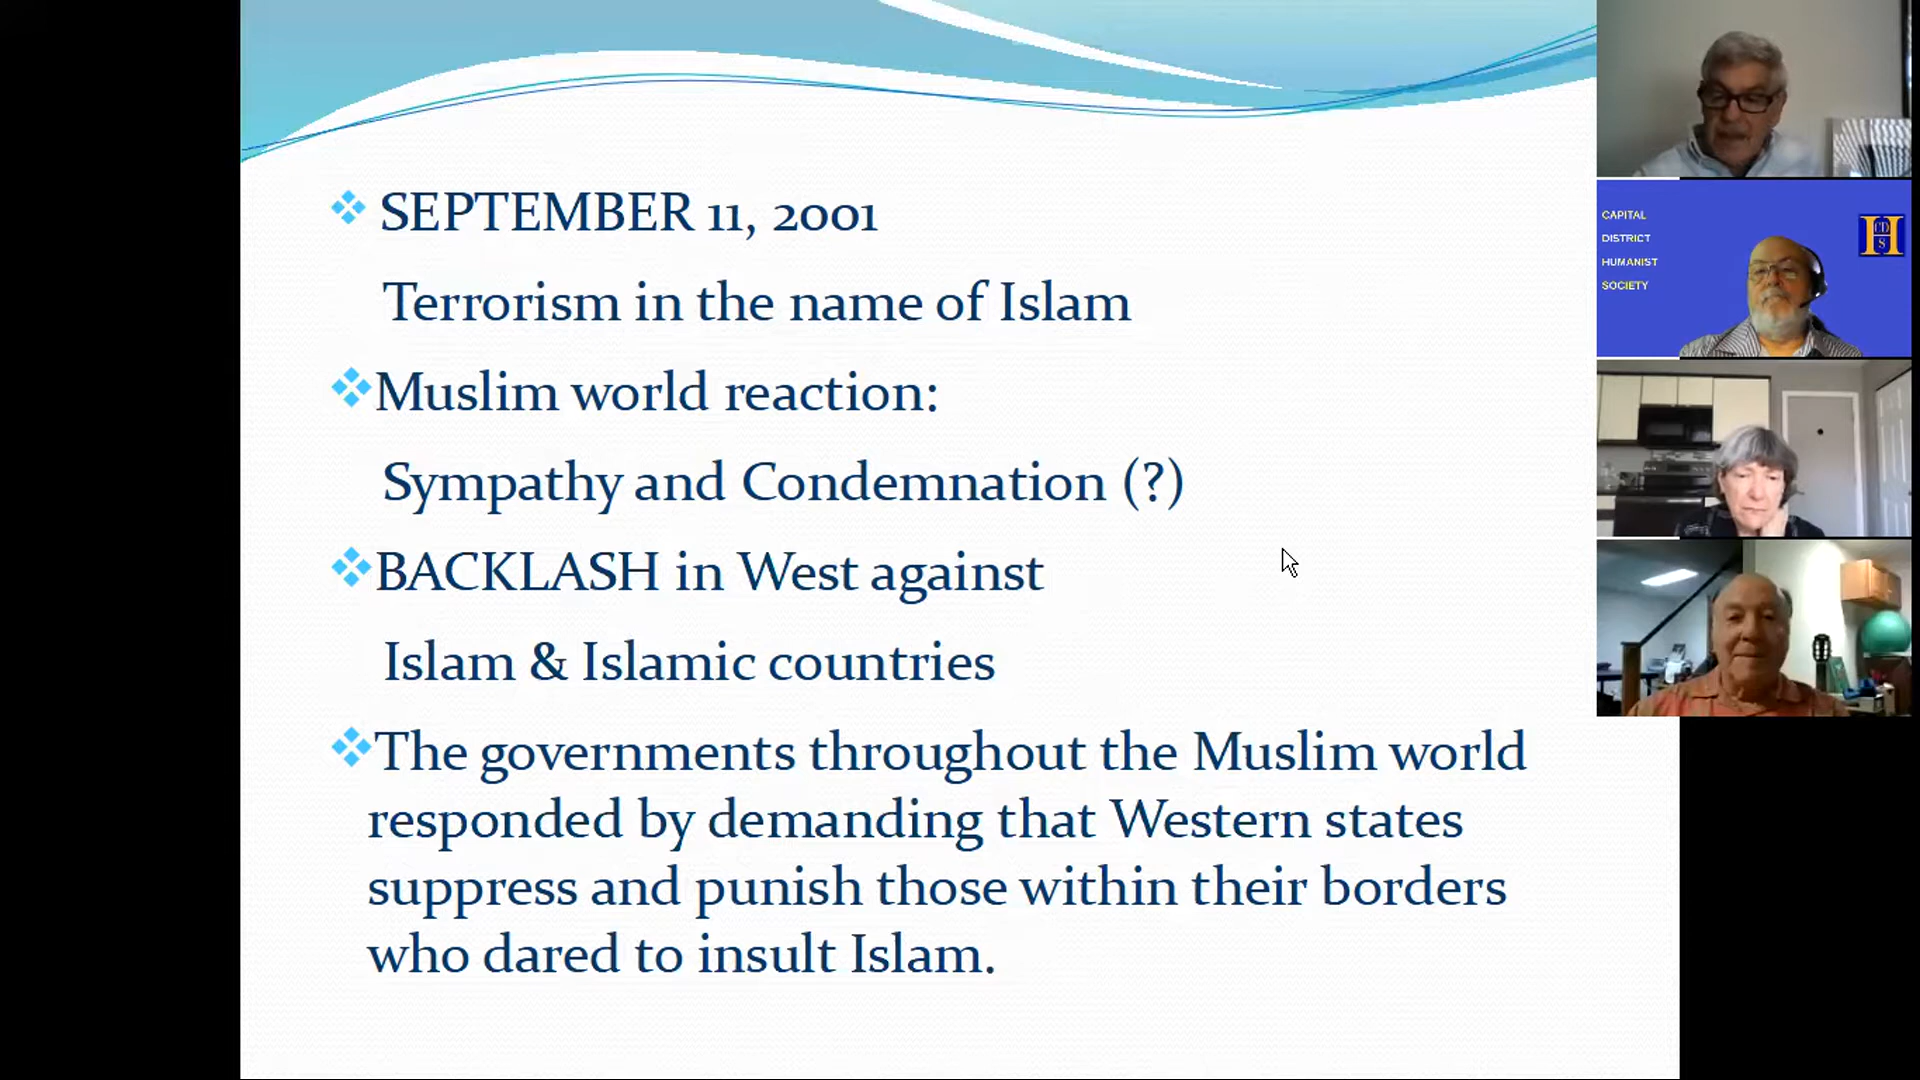 SEPTEMBER 11, 2001
Terrorism in the name of Islam
Muslim world reaction:
Sympathy and Condemnation (?)
BACKLASH in West against
Islam & Islamic countries
The governments throughout the Muslim world
responded by demanding that Western states
suppress and punish those within their borders
who dared to insult Islam.
CAPITAL
DISTRICT
HUMANIST
SOCIETY
H
CD
S